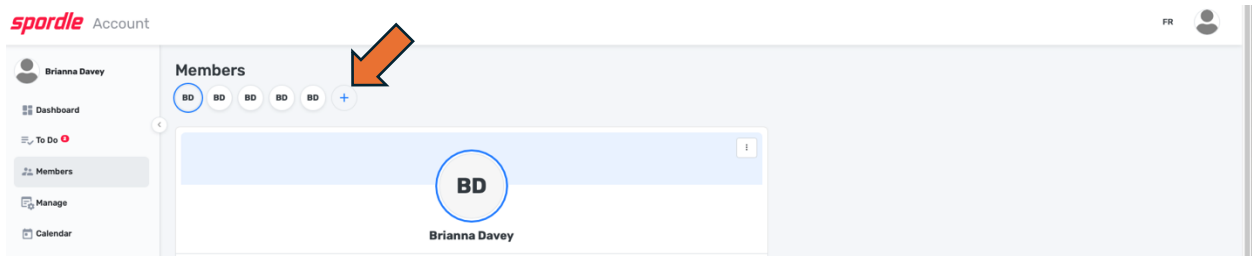 spordle Account
FR
Brianna Davey
Dashboard
To Do
Members
Manage
Calendar
Members
BD BD BD BD BD +
BD
Brianna Davey